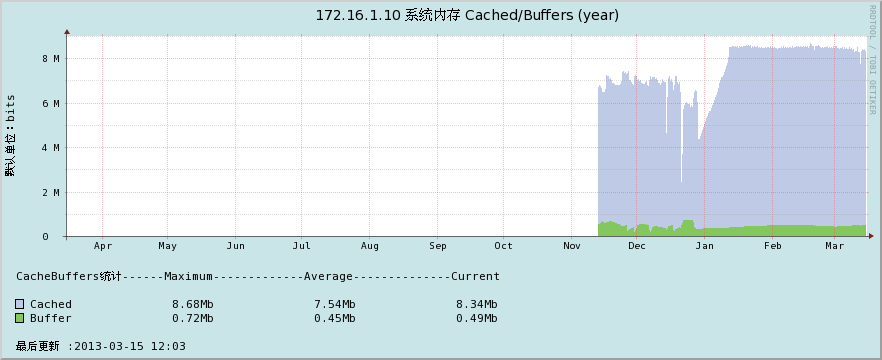 172.16.1.10 系统内存 Cached/Buffers (year)
RRDTOOL / TOBI OETIKER
默认单位：bits
8 M
6 M
4 M
2 M
0
Apr May Jun Jul Aug Sep Oct Nov Dec Jan Feb Mar
CacheBuffers统计------Maximum-------------Average--------------Current
Cached 8.68Mb 7.54Mb 8.34Mb
Buffer 0.72Mb 0.45Mb 0.49Mb
最后更新 :2013-03-15 12:03